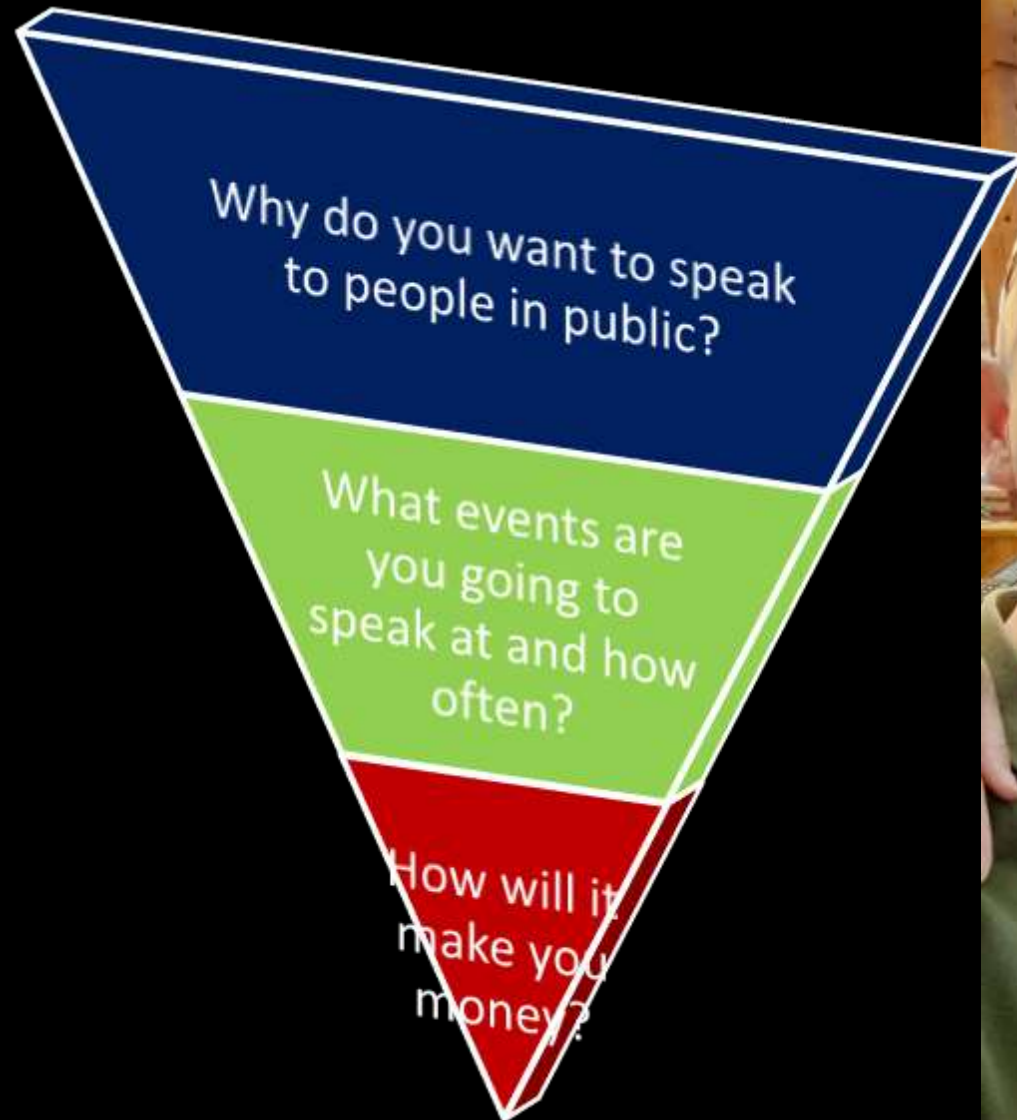 Why do you want to speak
to people in public?
What events are
you going to
speak at and how
often?
How will it
make you
money?